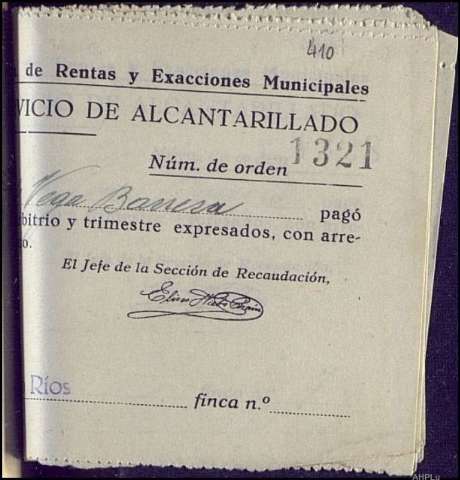 410
de Rentas y Exacciones Municipales
VICIO DE ALCANTARILLADO
Núm. de orden 1321
Vega Barrera pagó
bitrio y trimestre expresados, con arre-
o.
El Jefe de la Sección de Recaudación,
Ríos
finca n.º
AHPLu